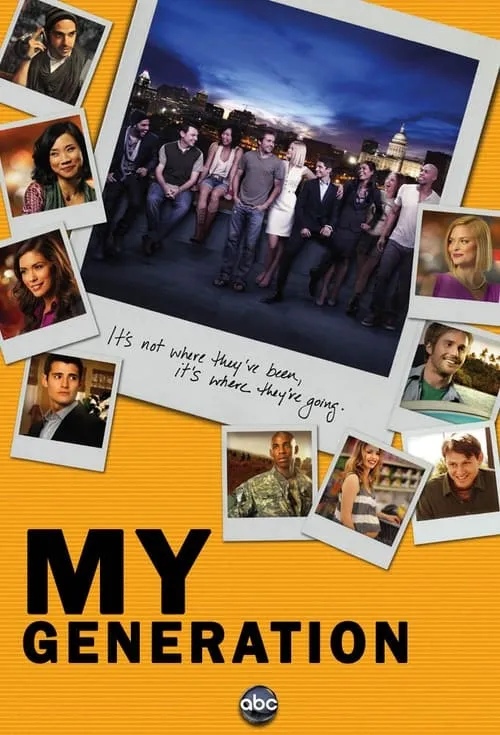 It's not where they've been,
it's where they're going.
MY
GENERATION
abc